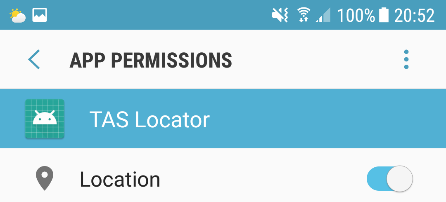 100% 20:52
APP PERMISSIONS
TAS Locator
Location